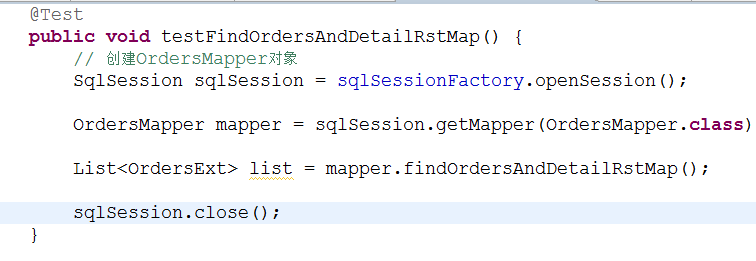 @Test
public void testFindOrdersAndDetailRstMap() {
// 创建OrdersMapper对象
SqlSession sqlSession = sqlSessionFactory.openSession();
OrdersMapper mapper = sqlSession.getMapper(OrdersMapper.class)
List<OrdersExt> list = mapper.findOrdersAndDetailRstMap();
sqlSession.close();
}